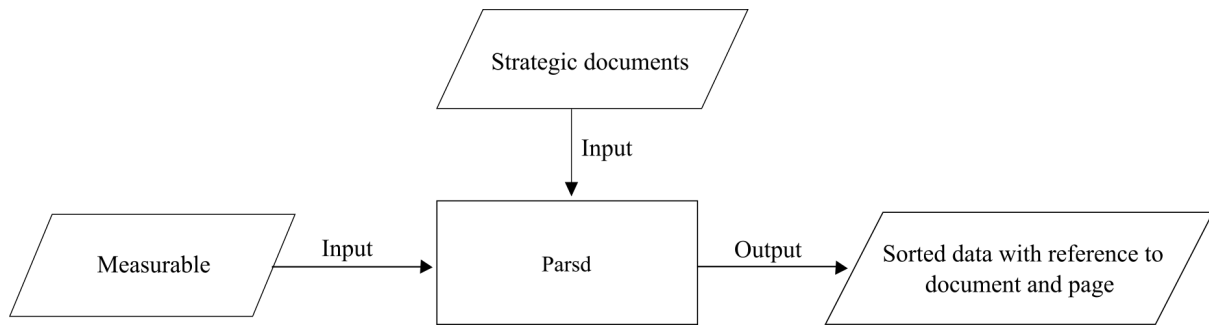 Strategic documents
Input
Measurable
Input
Parsd
Output
Sorted data with reference to
document and page